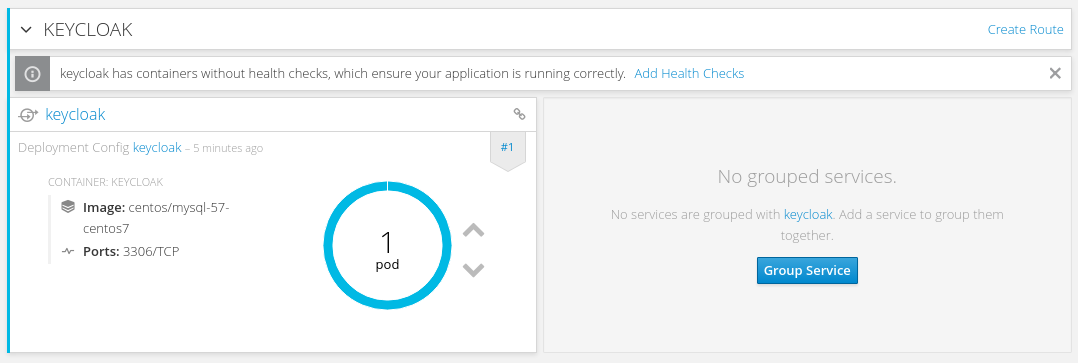 KEYCLOAK
Create Route
keycloak has containers without health checks, which ensure your application is running correctly. Add Health Checks
keycloak
Deployment Config keycloak – 5 minutes ago
#1
CONTAINER: KEYCLOAK
Image: centos/mysql-57-
centos7
Ports: 3306/TCP
1
pod
No grouped services.
No services are grouped with keycloak. Add a service to group them
together.
Group Service